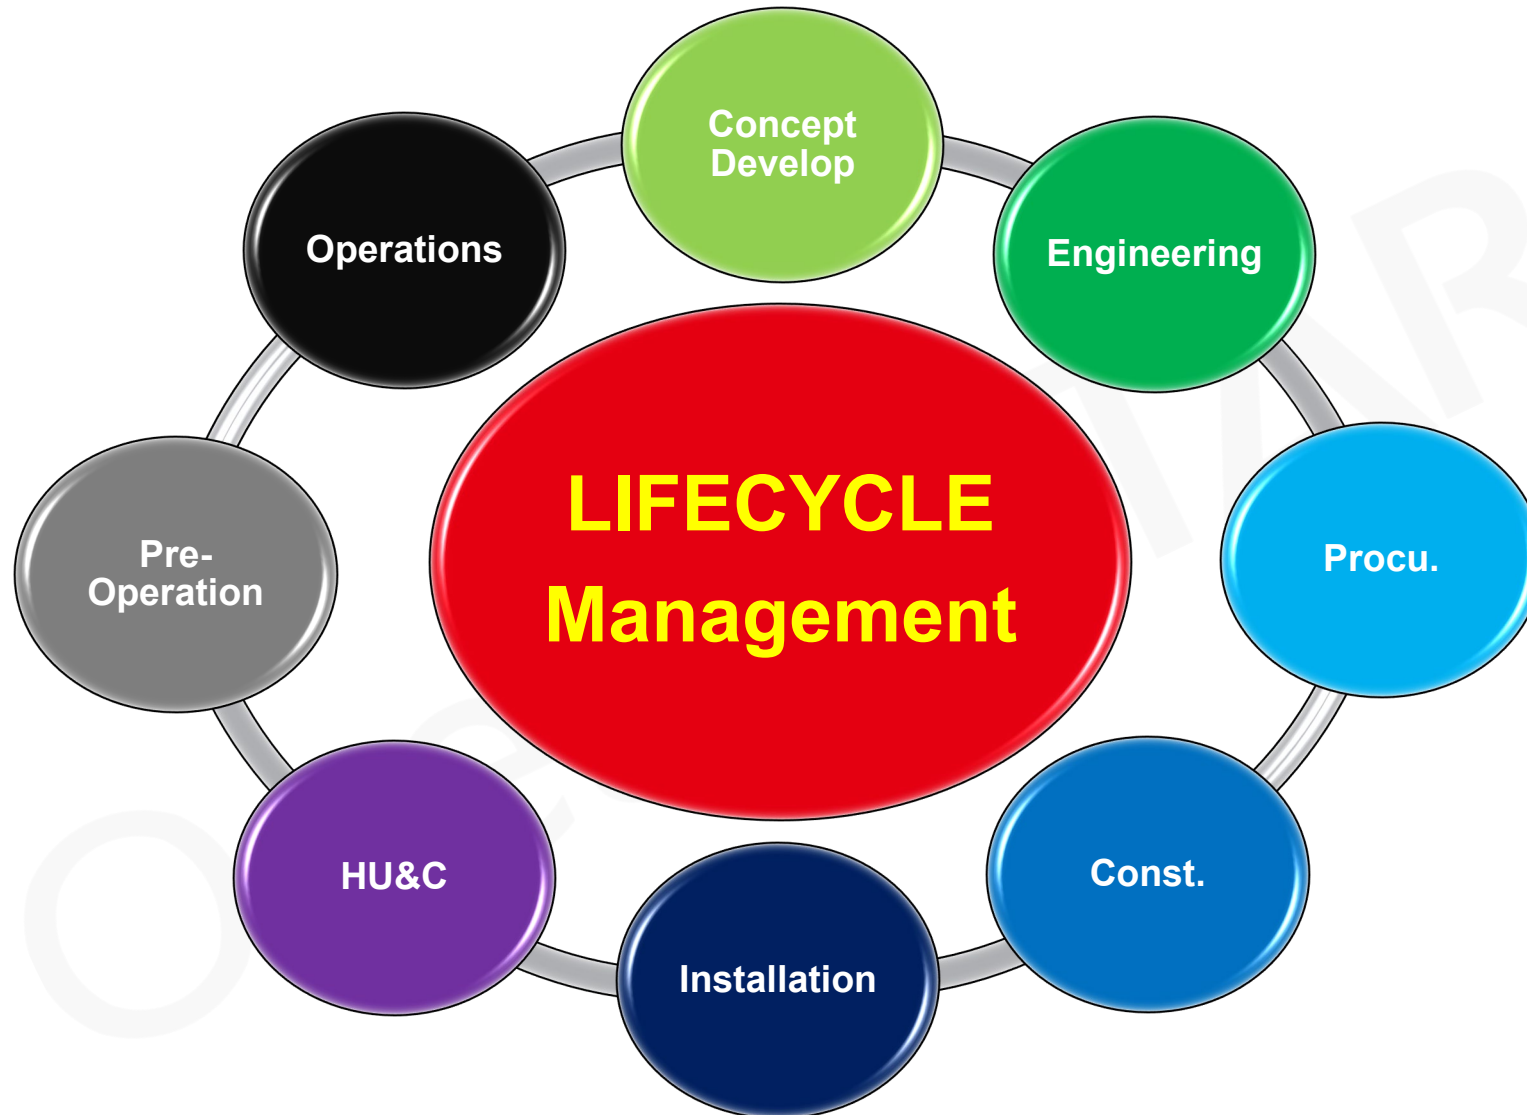 Concept
Develop
Engineering
Procu.
Const.
Installation
HU&C
Pre-
Operation
Operations
LIFECYCLE
Management